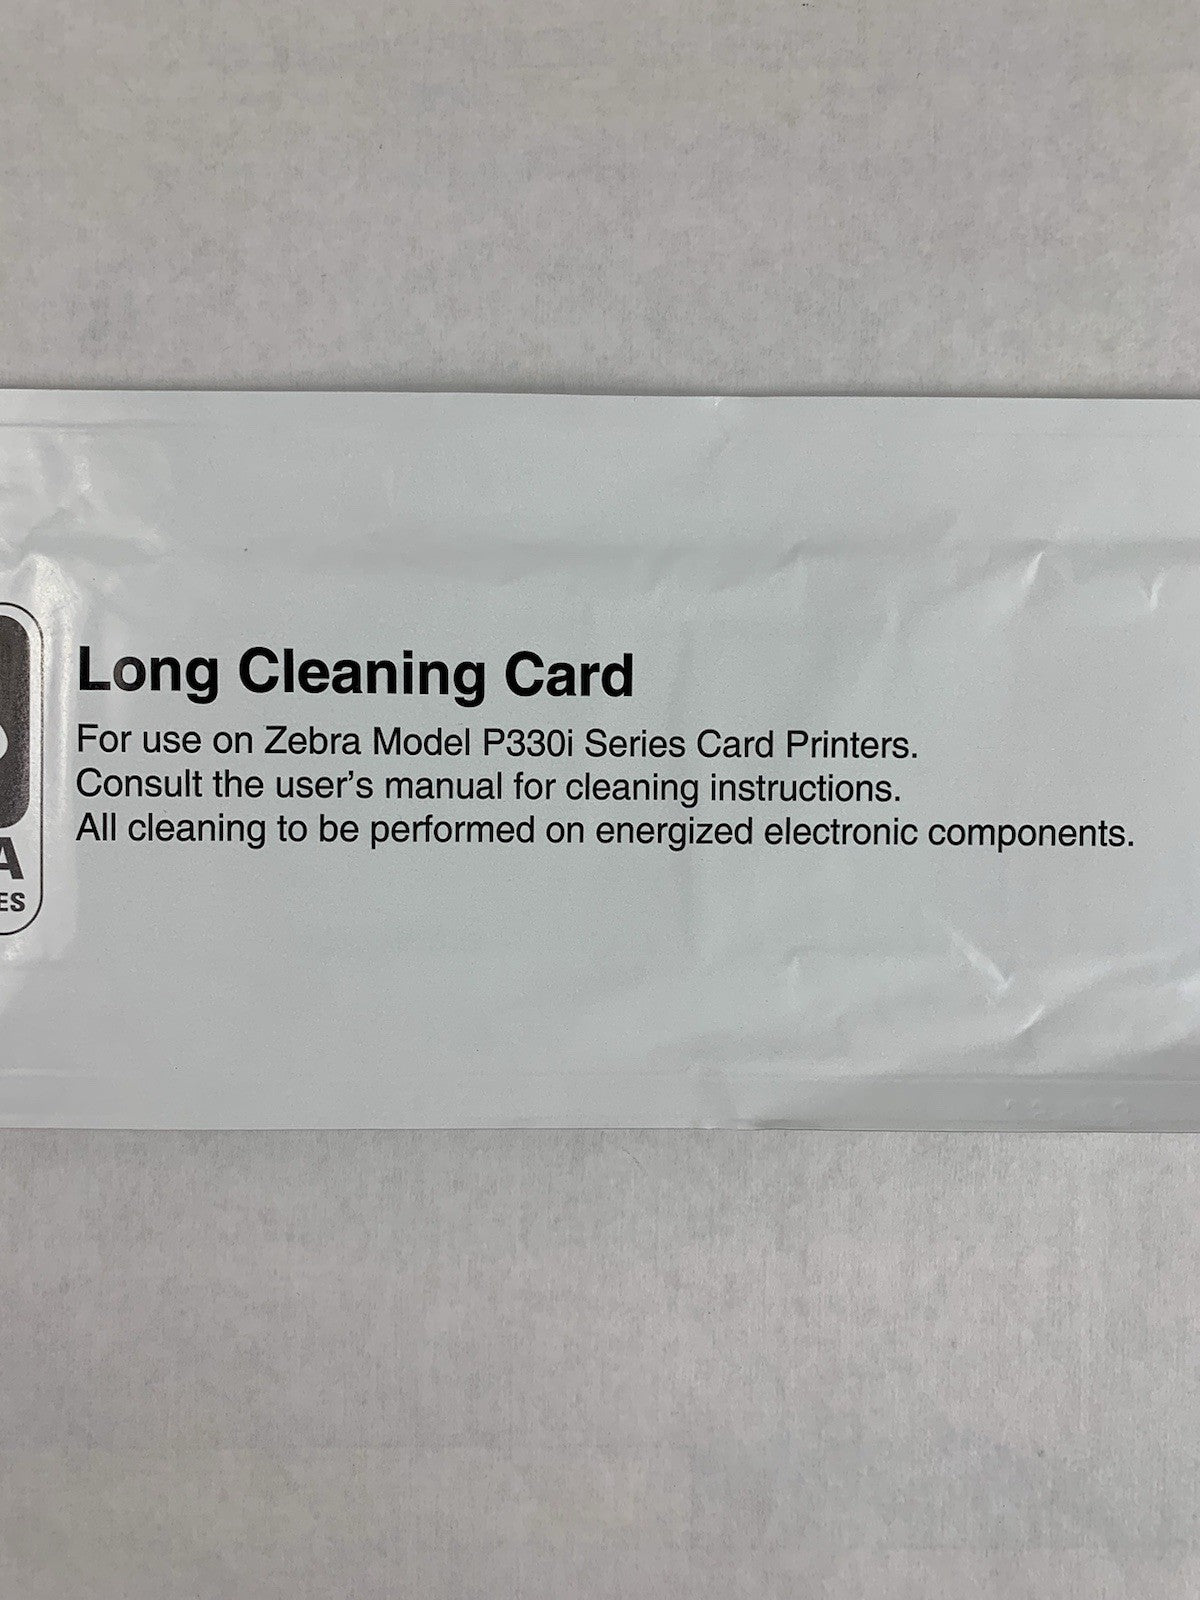 Long Cleaning Card
For use on Zebra Model P330i Series Card Printers.
Consult the user's manual for cleaning instructions.
All cleaning to be performed on energized electronic components.